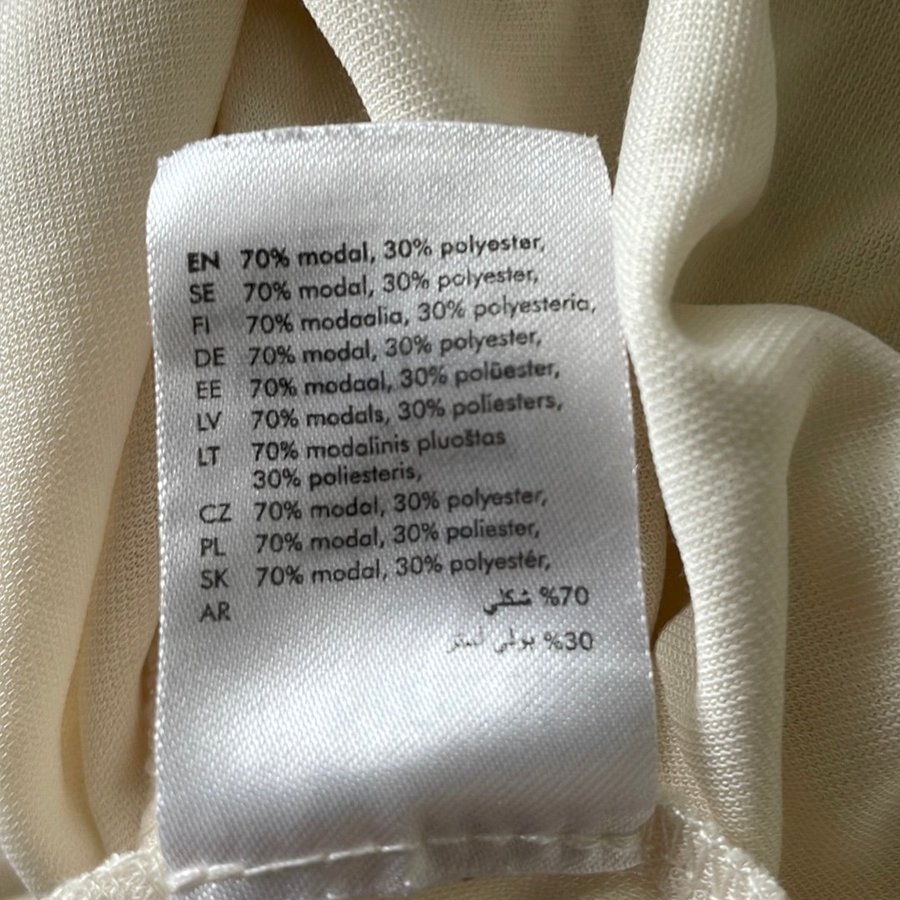 EN 70% modal, 30% polyester,
SE 70% modal, 30% polyester,
FI 70% modaalia, 30% polyesteria,
DE 70% modal, 30% polyester,
EE 70% modaal, 30% polüester,
LV 70% modals, 30% poliesters,
LT 70% modalinis pluoštas
30% poliesteris,
CZ 70% modal, 30% polyester,
PL 70% modal, 30% poliester,
SK 70% modal, 30% polyestér,
AR 70% شكلي
30% بولي